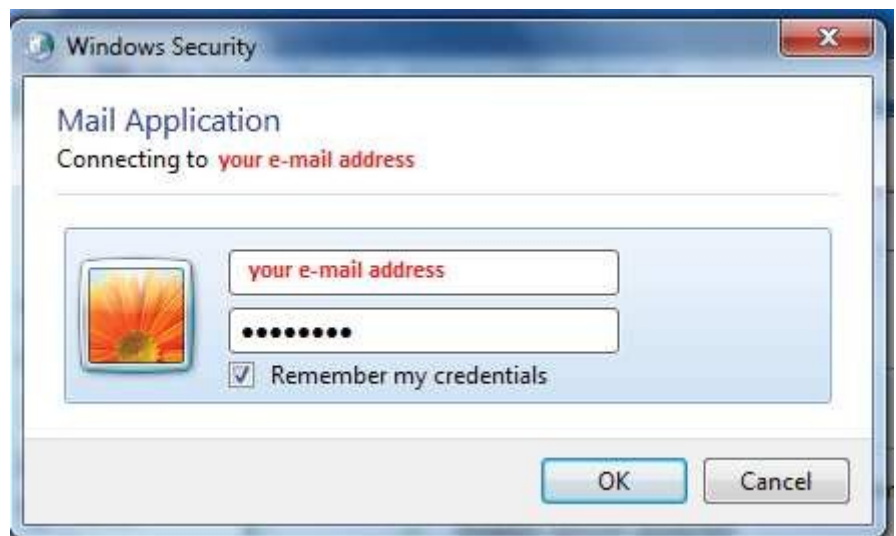 Windows Security
Mail Application
Connecting to your e-mail address
your e-mail address
●●●●●●●●
Remember my credentials
OK
Cancel